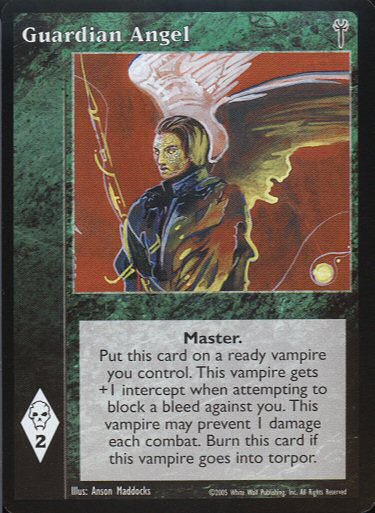 Guardian Angel
Master.
Put this card on a ready vampire
you control. This vampire gets
+1 intercept when attempting to
block a bleed against you. This
vampire may prevent 1 damage
each combat. Burn this card if
this vampire goes into torpor.
2
Illus: Anson Maddocks
©2005 White Wolf Publishing, Inc. All Rights Reserved